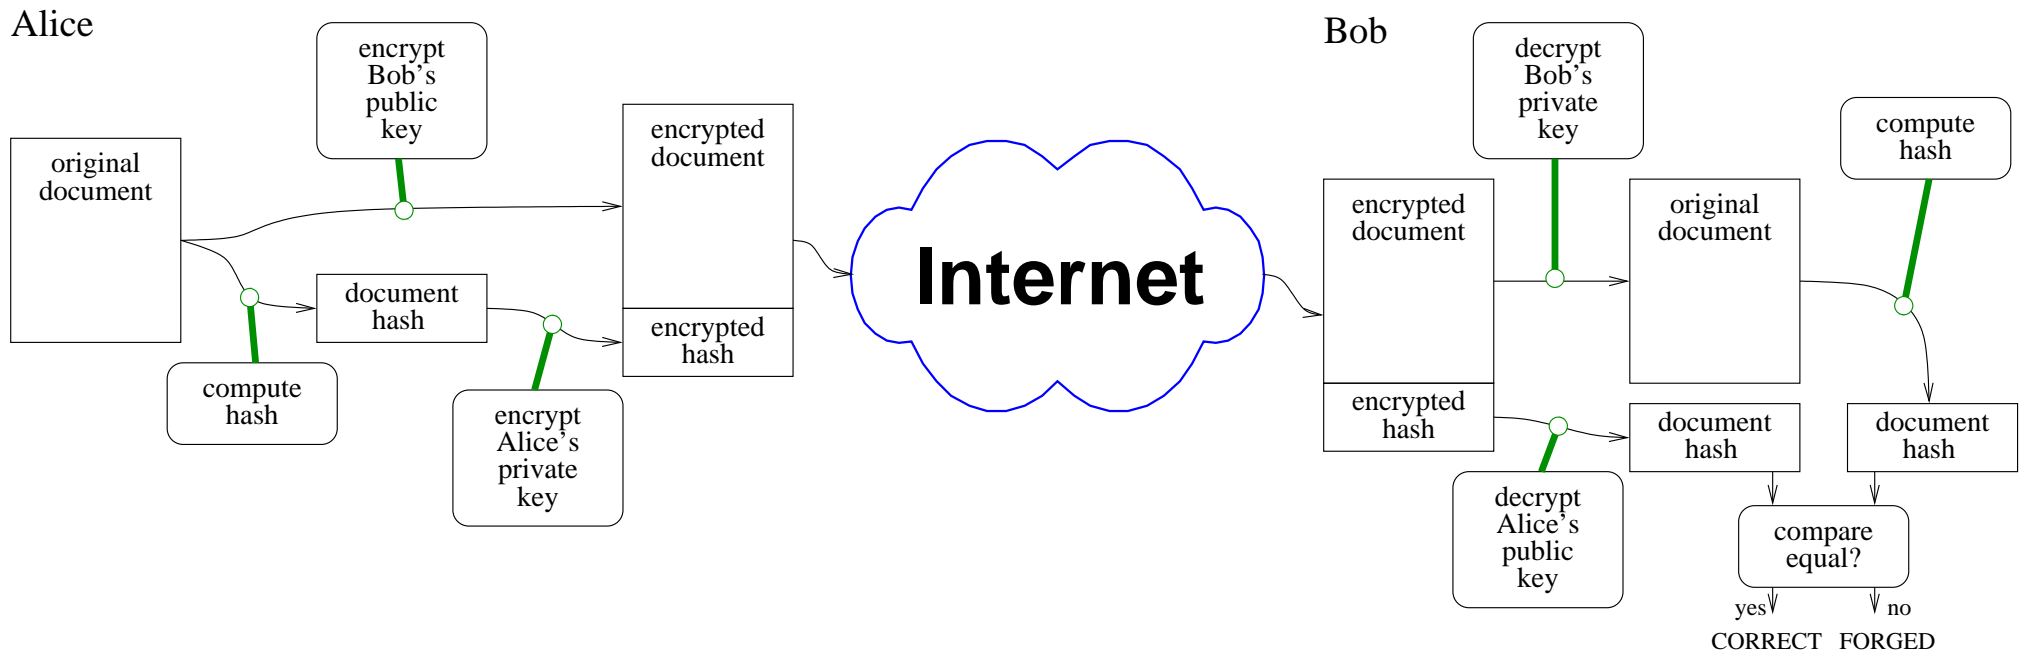 Alice
encrypt
Bob's
public
key
original
document
encrypted
document
document
hash
encrypted
hash
compute
hash
encrypt
Alice's
private
key
Internet
Bob
decrypt
Bob's
private
key
compute
hash
encrypted
document
original
document
encrypted
hash
document
hash
document
hash
decrypt
Alice's
public
key
compare
equal?
yes
no
CORRECT
FORGED